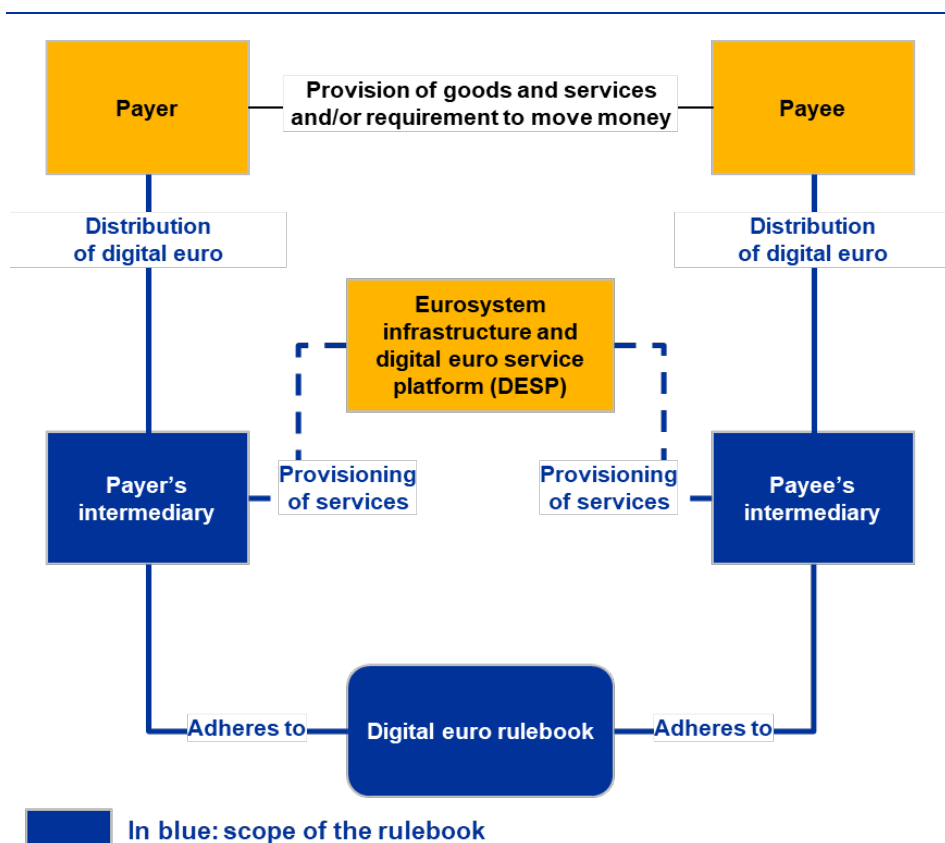 Payer
Provision of goods and services
and/or requirement to move money
Payee
Distribution
of digital euro
Distribution
of digital euro
Eurosystem
infrastructure and
digital euro service
platform (DESP)
Payer’s
intermediary
Provisioning
of services
Provisioning
of services
Payee’s
intermediary
Adheres to
Digital euro rulebook
Adheres to
In blue: scope of the rulebook